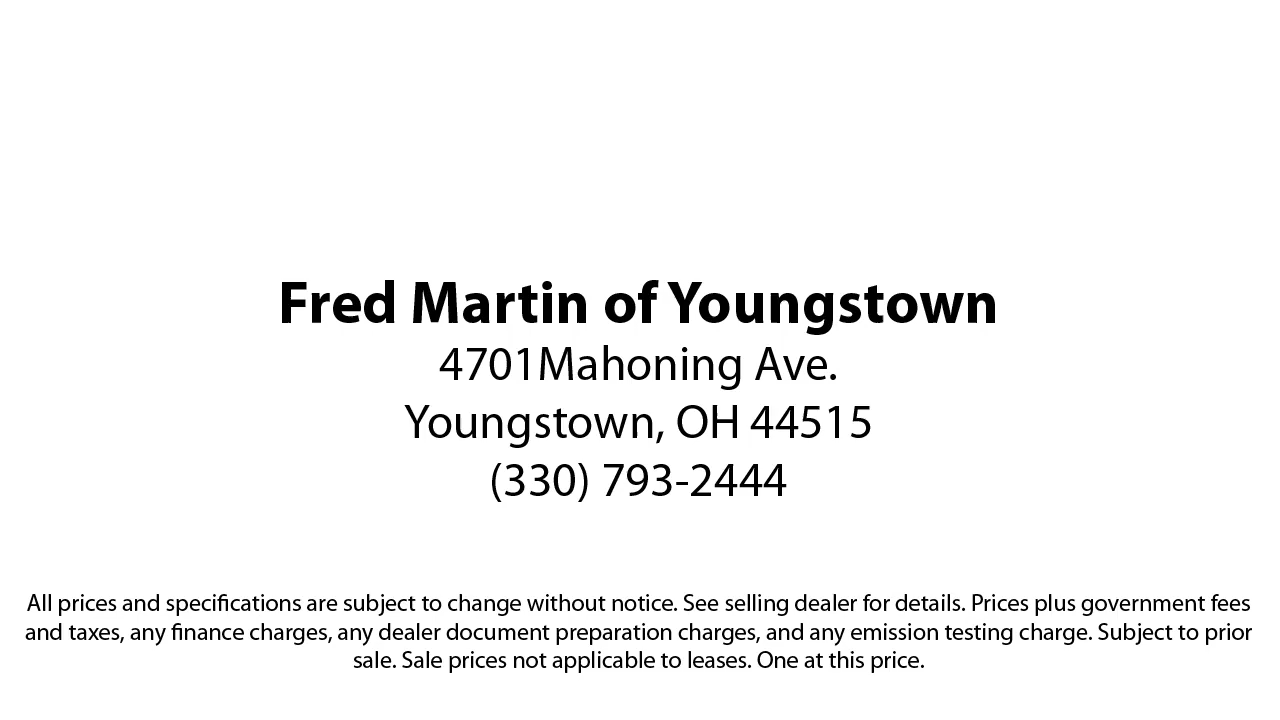 Fred Martin of Youngstown
4701Mahoning Ave.
Youngstown, OH 44515
(330) 793-2444
All prices and specifications are subject to change without notice. See selling dealer for details. Prices plus government fees
and taxes, any finance charges, any dealer document preparation charges, and any emission testing charge. Subject to prior
sale. Sale prices not applicable to leases. One at this price.